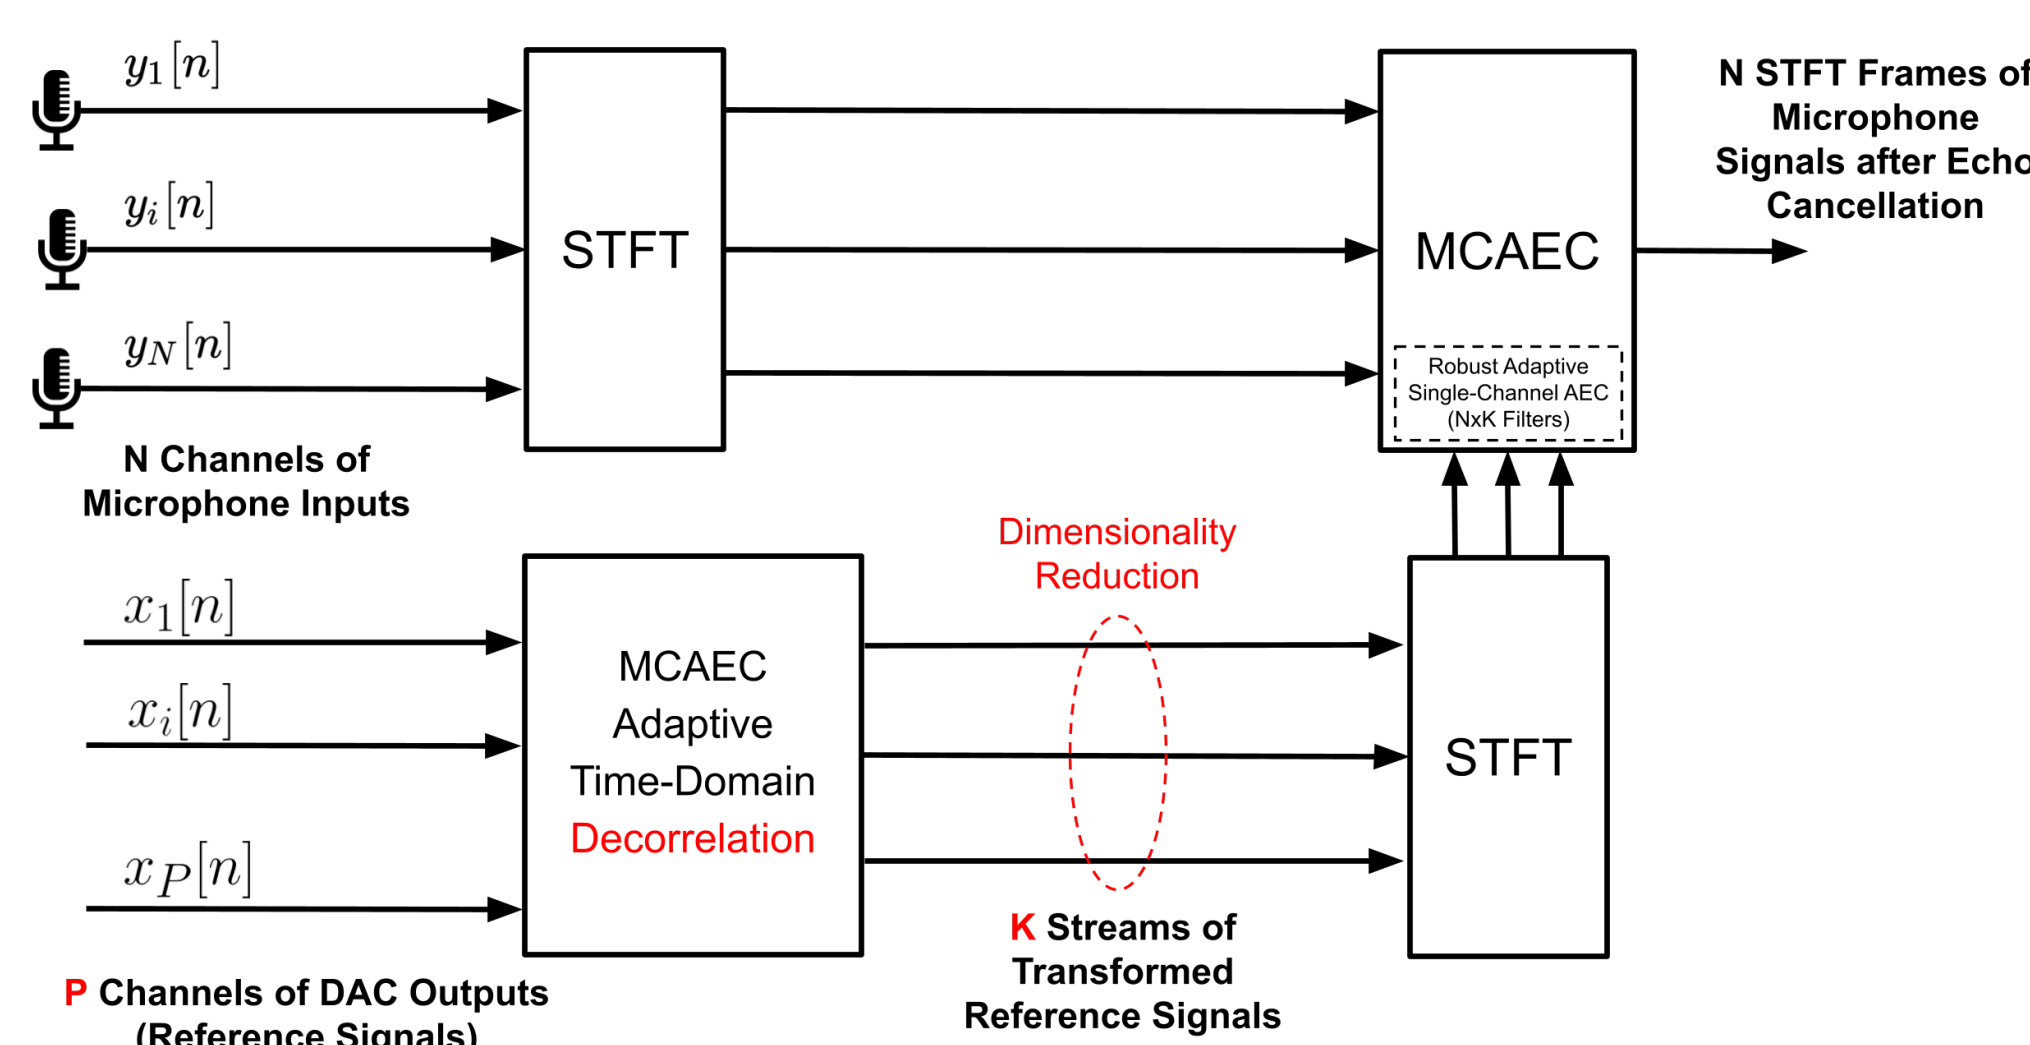 y1[n]
yi[n]
yN[n]
N Channels of
Microphone Inputs
STFT
MCAEC
Robust Adaptive
Single-Channel AEC
(NxK Filters)
N STFT Frames of
Microphone
Signals after Echo
Cancellation
x1[n]
xi[n]
xP[n]
P Channels of DAC Outputs
(Reference Signals)
MCAEC
Adaptive
Time-Domain
Decorrelation
Dimensionality
Reduction
K Streams of
Transformed
Reference Signals
STFT